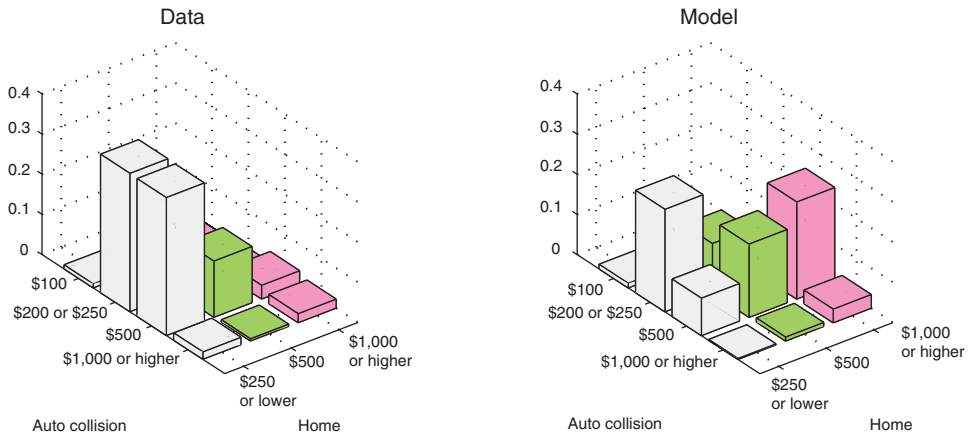 Data
0.4
0.3
0.2
0.1
0
$100
$200 or $250
$500
$1,000 or higher
$250
or lower
$500
$1,000
or higher
Auto collision
Home
Model
0.4
0.3
0.2
0.1
0
$100
$200 or $250
$500
$1,000 or higher
$250
or lower
$500
$1,000
or higher
Auto collision
Home